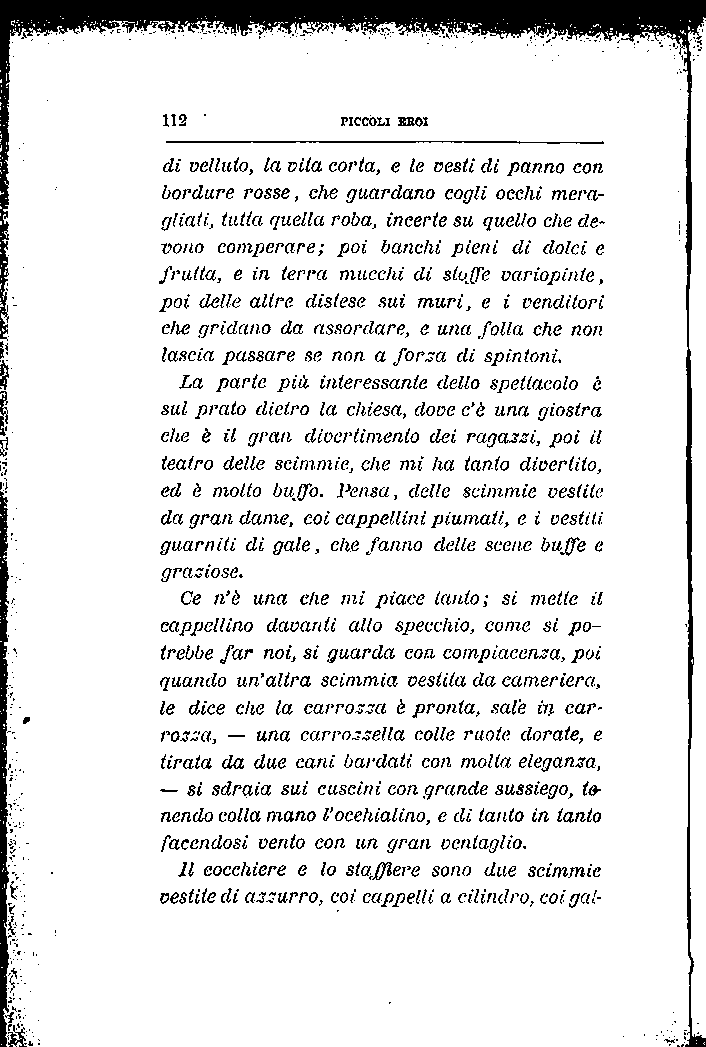 112 PICCOLI EROI
di velluto, la vita corta, e le vesti di panno con
bordure rosse, che guardano cogli occhi mera-
gliati, tutta quella roba, incerte su quello che de-
vono comperare; poi banchi pieni di dolci e
frutta, e in terra mucchi di stoffe variopinte,
poi delle altre distese sui muri, e i venditori
che gridano da assordare, e una folla che non
lascia passare se non a forza di spintoni.
La parte più interessante dello spettacolo è
sul prato dietro la chiesa, dove c'è una giostra
che è il gran divertimento dei ragazzi, poi il
teatro delle scimmie, che mi ha tanto divertito,
ed è molto buffo. Pensa, delle scimmie vestite
da gran dame, coi cappellini piumati, e i vestiti
guarniti di gale, che fanno delle scene buffe e
graziose.
Ce n'è una che mi piace tanto; si mette il
cappellino davanti allo specchio, come si po-
trebbe far noi, si guarda con compiacenza, poi
quando un'altra scimmia vestita da cameriera,
le dice che la carrozza è pronta, sale in car-
rozza, — una carrozzella colle ruote dorate, e
tirata da due cani bardati con molta eleganza,
— si sdraia sui cuscini con grande sussiego, te-
nendo colla mano l'occhialino, e di tanto in tanto
facendosi vento con un gran ventaglio.
Il cocchiere e lo staffiere sono due scimmie
vestite di azzurro, coi cappelli a cilindro, coi gal-